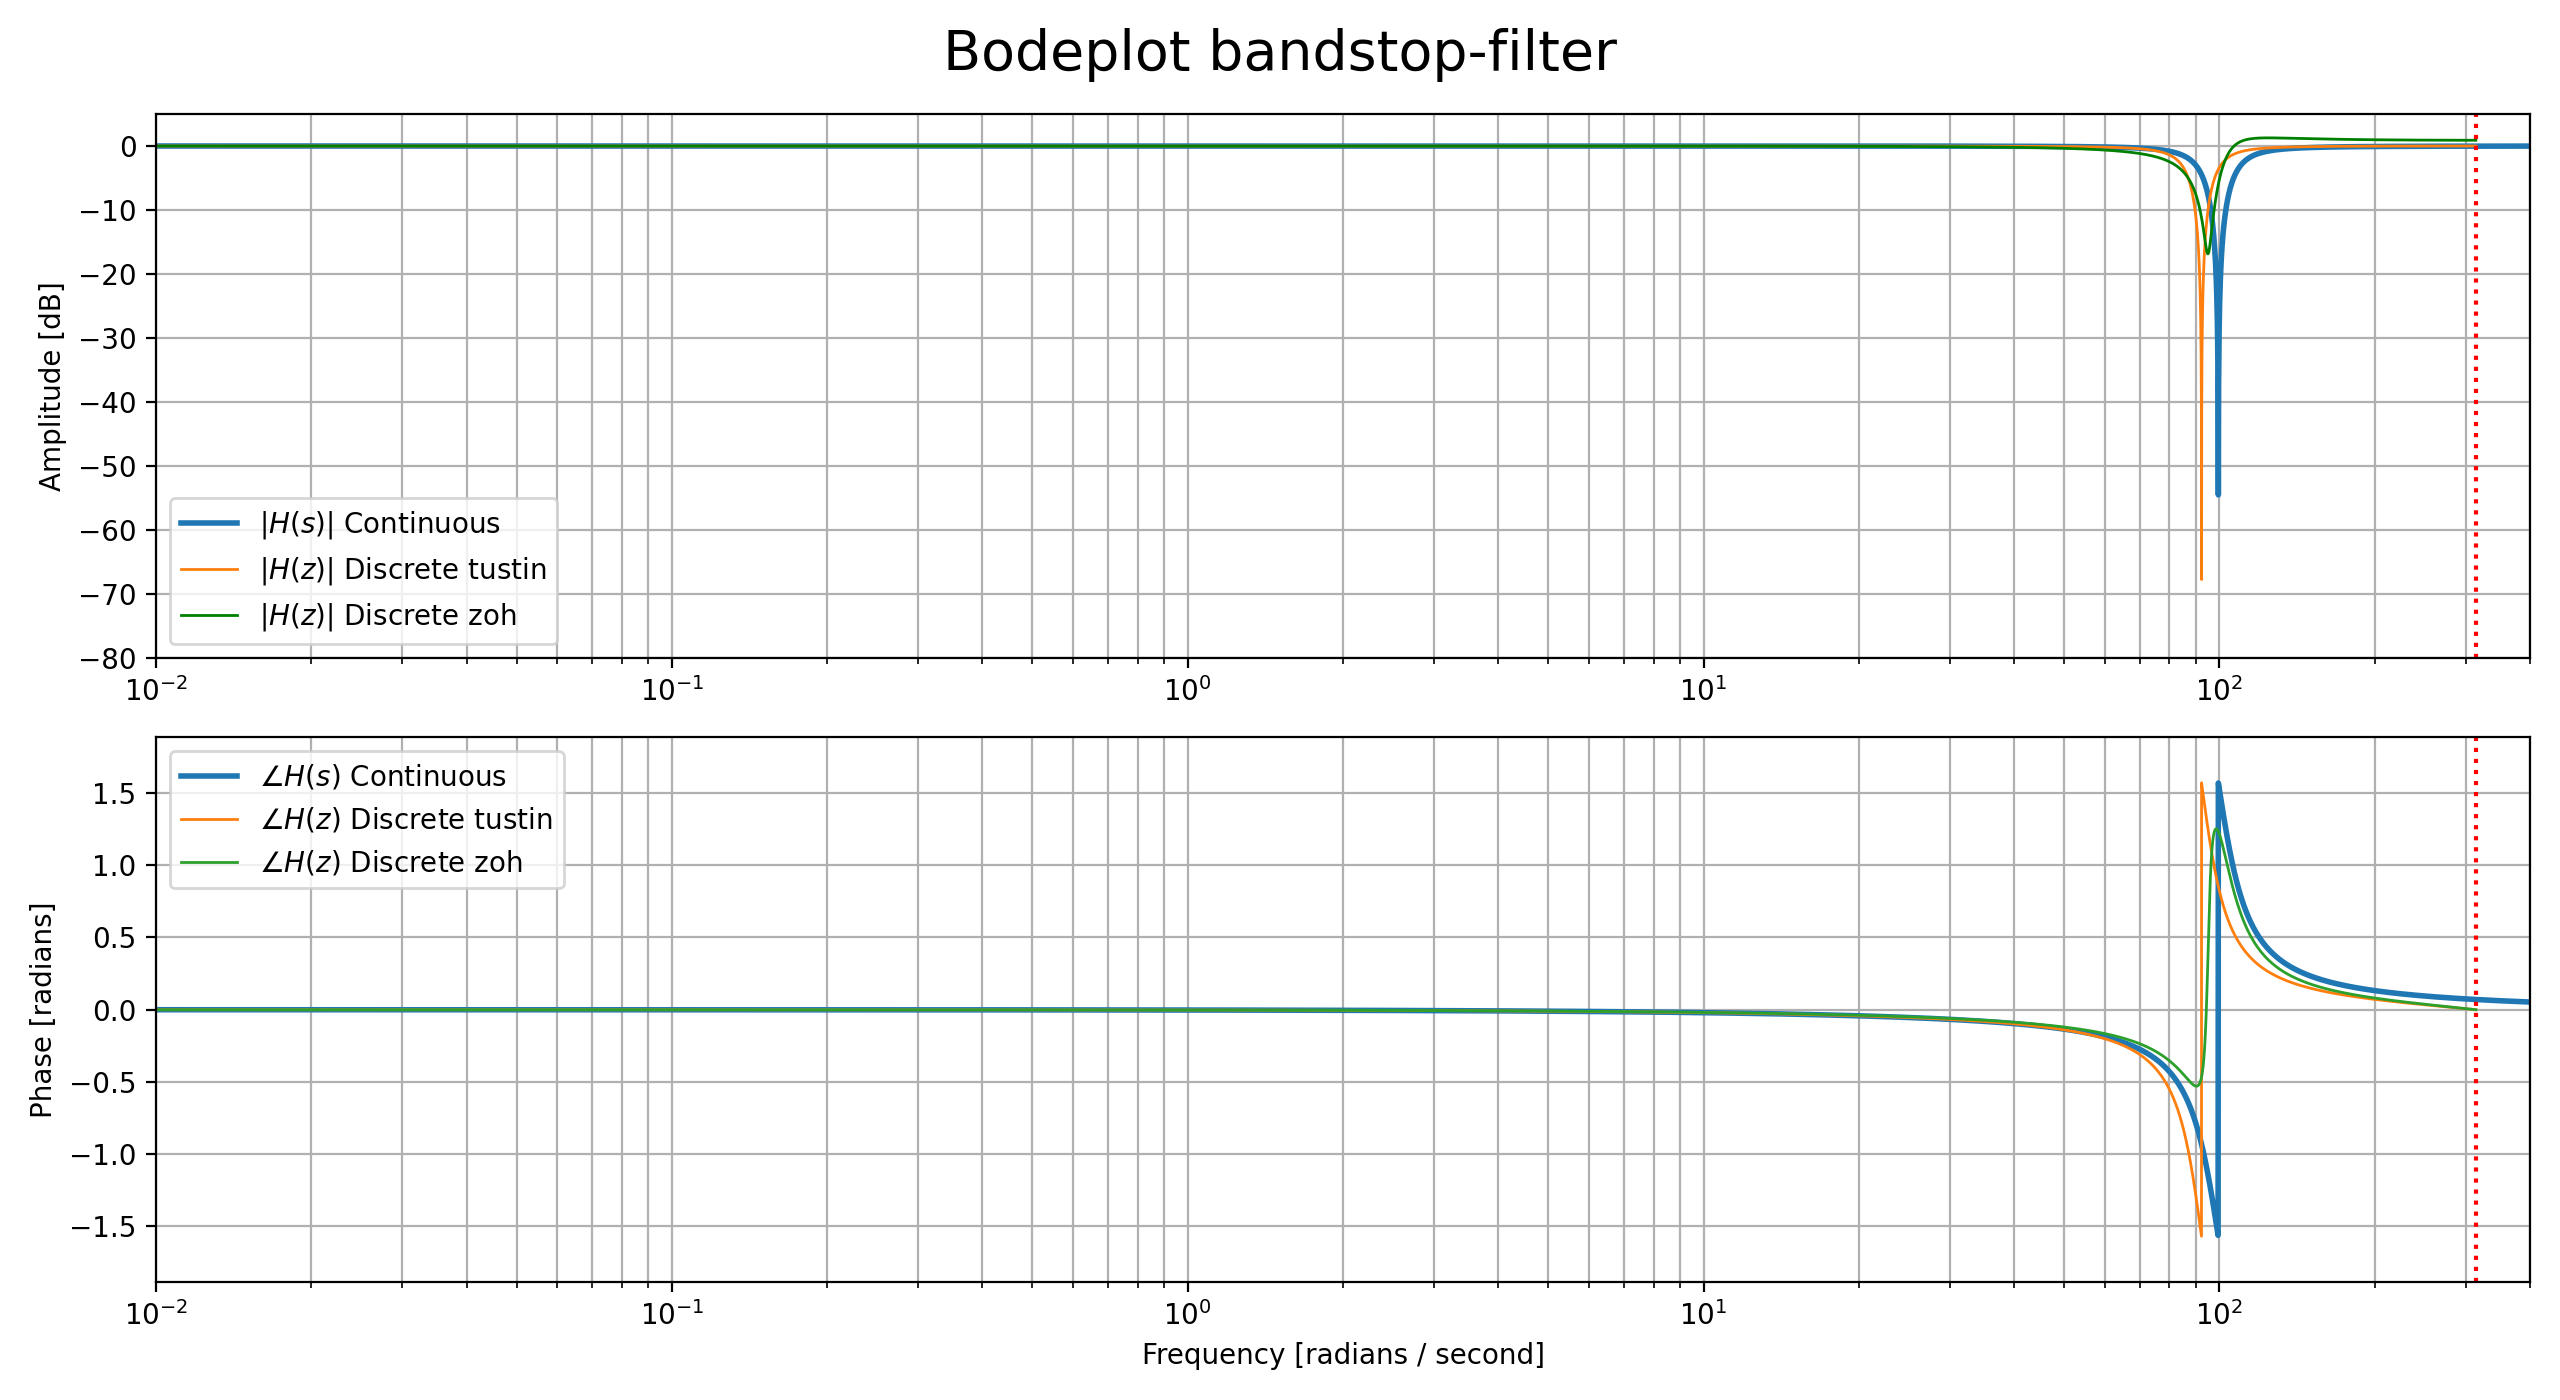 Bodeplot bandstop-filter
Amplitude [dB]
0
−10
−20
−30
−40
−50
−60
−70
−80
|H(s)| Continuous
|H(z)| Discrete tustin
|H(z)| Discrete zoh
10⁻² 10⁻¹ 10⁰ 10¹ 10²
Phase [radians]
1.5
1.0
0.5
0.0
−0.5
−1.0
−1.5
∠H(s) Continuous
∠H(z) Discrete tustin
∠H(z) Discrete zoh
10⁻² 10⁻¹ 10⁰ 10¹ 10²
Frequency [radians / second]